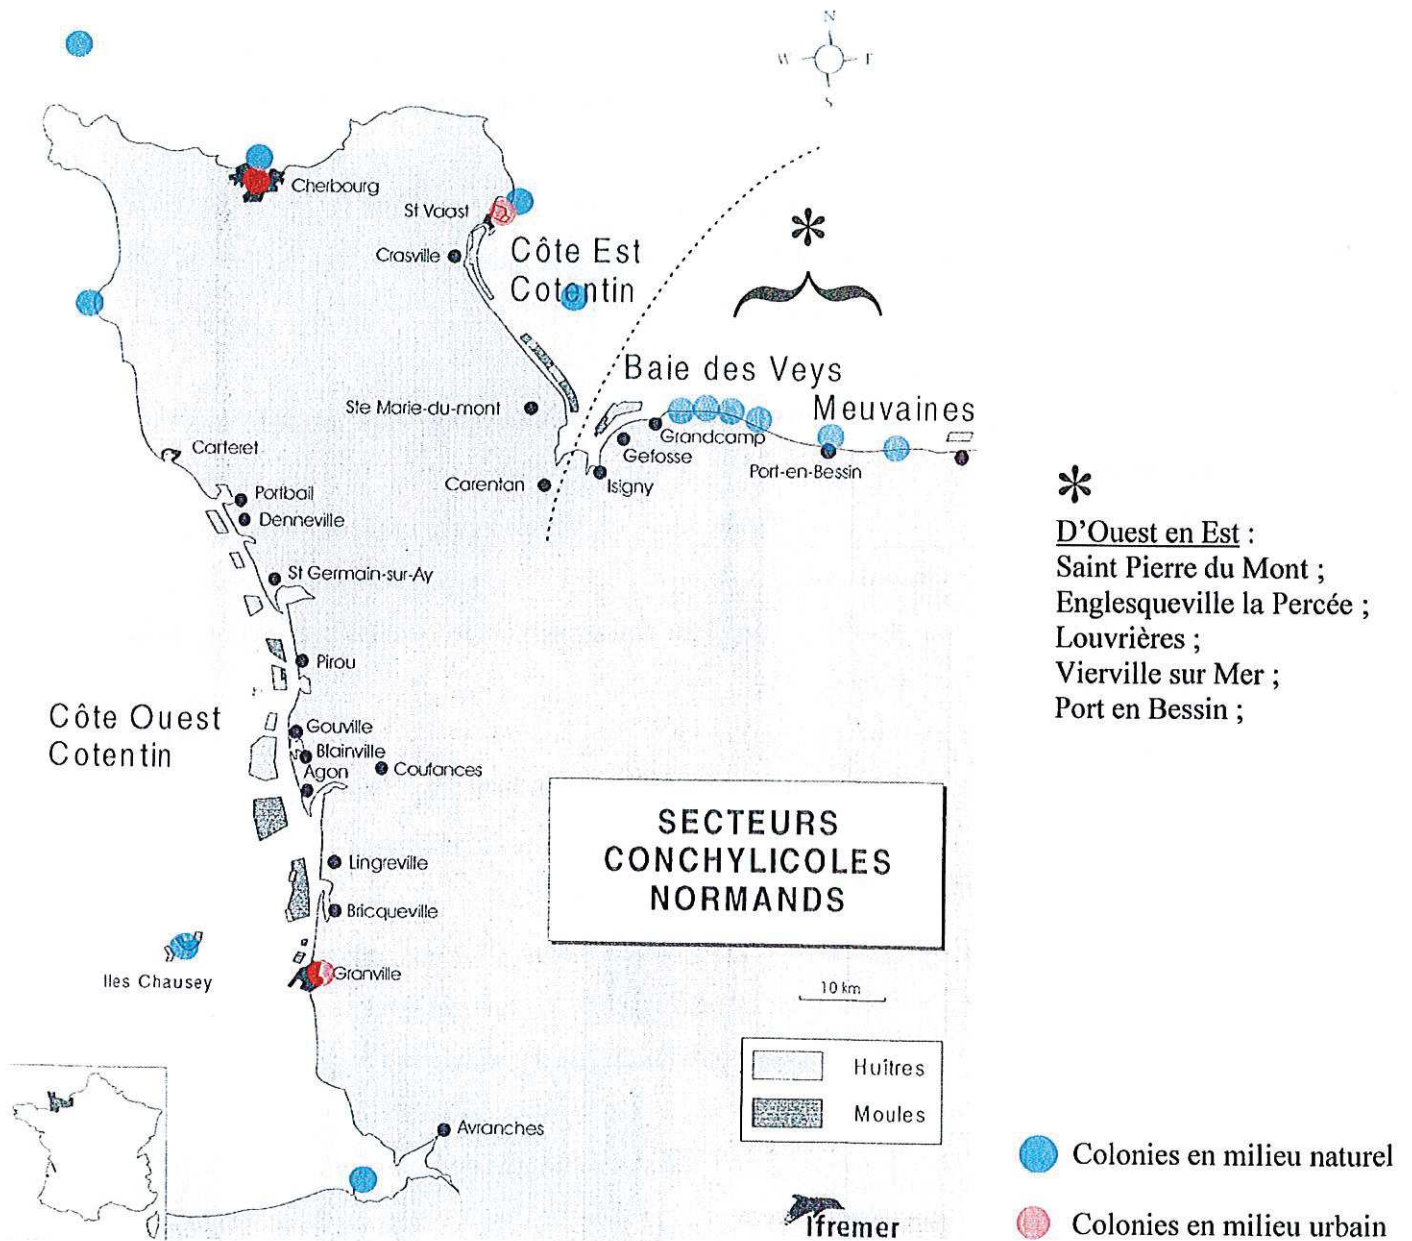 N
W
S
Cherbourg
St Vaast
Crasville
Côte Est
Cotentin
*
Baie des Veys
Meuvaines
Ste Marie-du-mont
Grandcamp
Gefosse
Port-en-Bessin
Carteret
Carentan
Isigny
Portbail
Denneville
St Germain-sur-Ay
Pirou
Côte Ouest
Cotentin
Gouville
Blainville
Agon
Coutances
Lingreville
Bricqueville
Iles Chausey
Granville
Avranches
SECTEURS
CONCHYLICOLES
NORMANDS
10 km
Huîtres
Moules
Ifremer
*
D'Ouest en Est :
Saint Pierre du Mont ;
Englesqueville la Percée ;
Louvrières ;
Vierville sur Mer ;
Port en Bessin ;
Colonies en milieu naturel
Colonies en milieu urbain